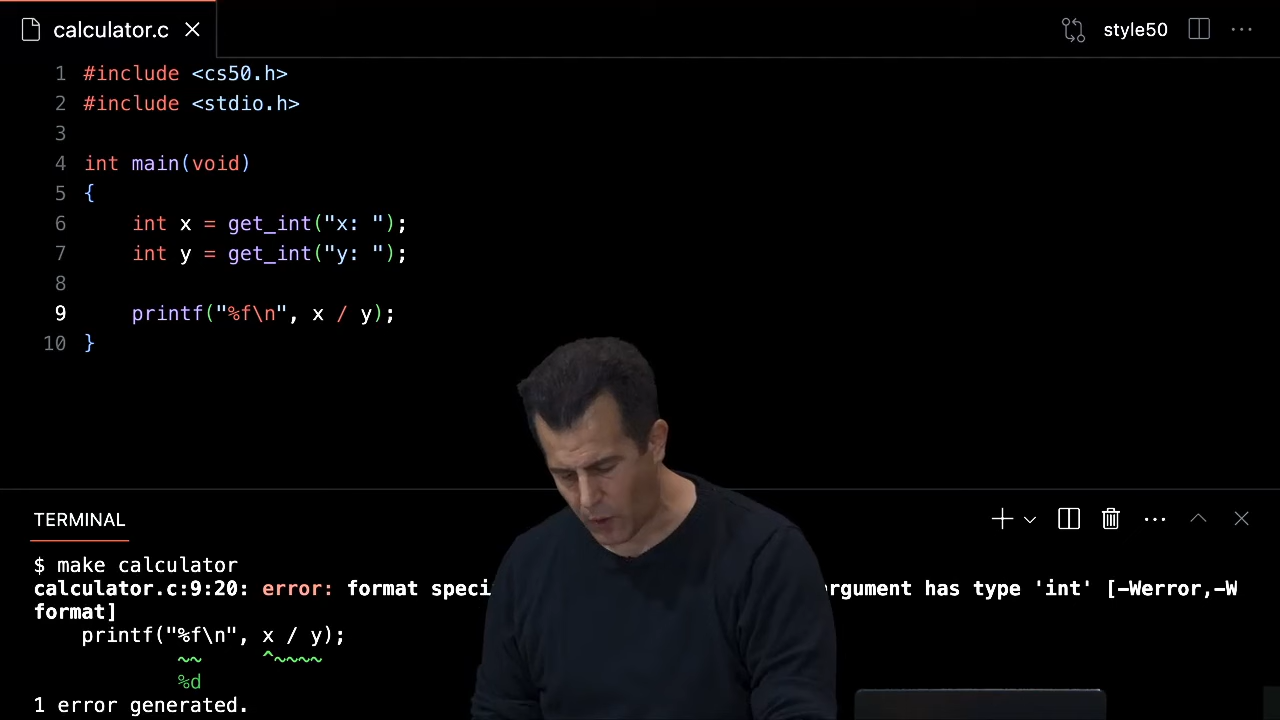 calculator.c
style50
1 #include <cs50.h>
2 #include <stdio.h>
3
4 int main(void)
5 {
6     int x = get_int("x: ");
7     int y = get_int("y: ");
8
9     printf("%f\n", x / y);
10 }
TERMINAL
$ make calculator
calculator.c:9:20: error: format speci rgument has type 'int' [-Werror,-W
format]
    printf("%f\n", x / y);
            ~~     ^~~~~
            %d
1 error generated.